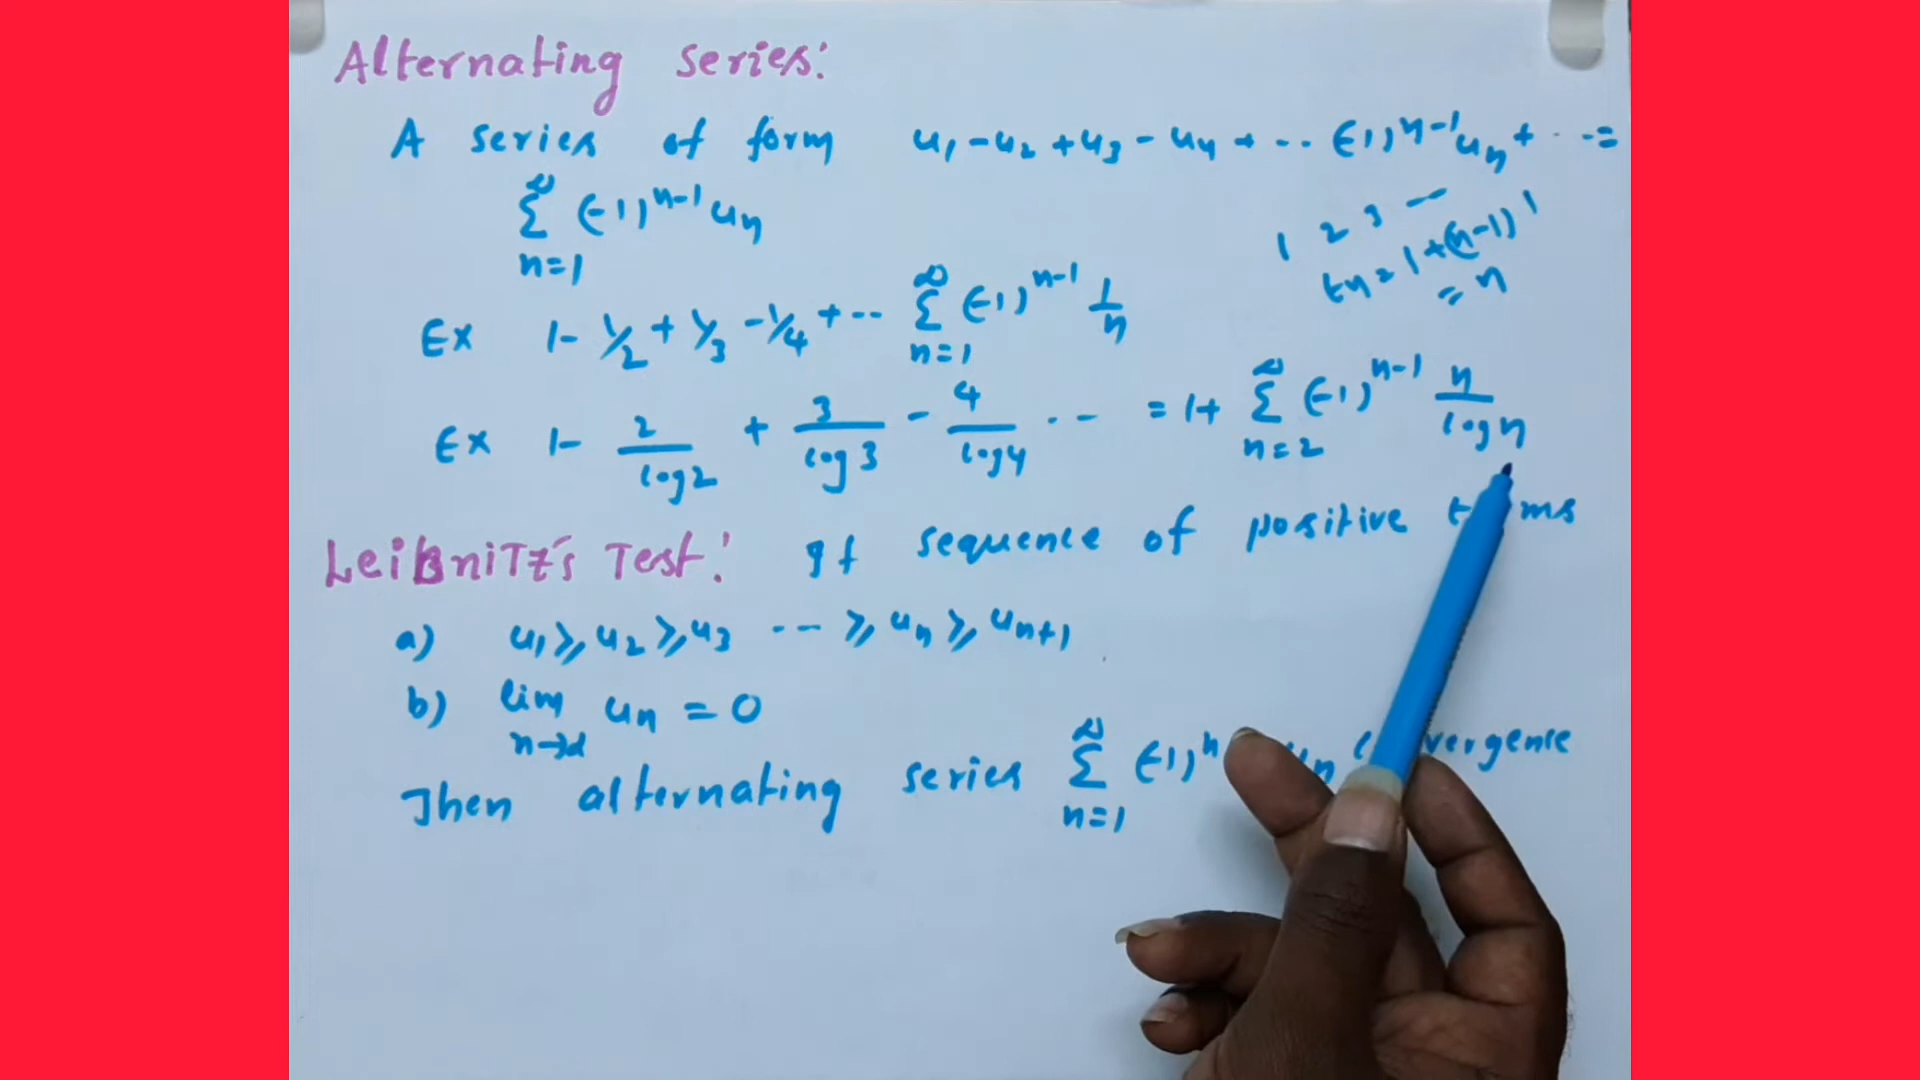 Alternating series:
A series of form u₁ - u₂ + u₃ - u₄ + ·· (-1)ⁿ⁻¹uₙ + ··· =
∞ Σ n=1 (-1)ⁿ⁻¹ uₙ
1 2 3 —
tn = 1+(n-1)1
= n
Ex 1 - 1/2 + 1/3 - 1/4 + ·· ∞ Σ n=1 (-1)ⁿ⁻¹ 1/n
Ex 1 - 2/log2 + 3/log3 - 4/log4 ·· - = 1+ ∞ Σ n=2 (-1)ⁿ⁻¹ n/logn
LeiBniTz's Test: If sequence of positive
a) u₁ ≥ u₂ ≥ u₃ ·-- ≥ uₙ ≥ uₙ₊₁
b) lim n→∞ uₙ = 0
Then alternating series ∞ Σ n=1 (-1)ⁿ